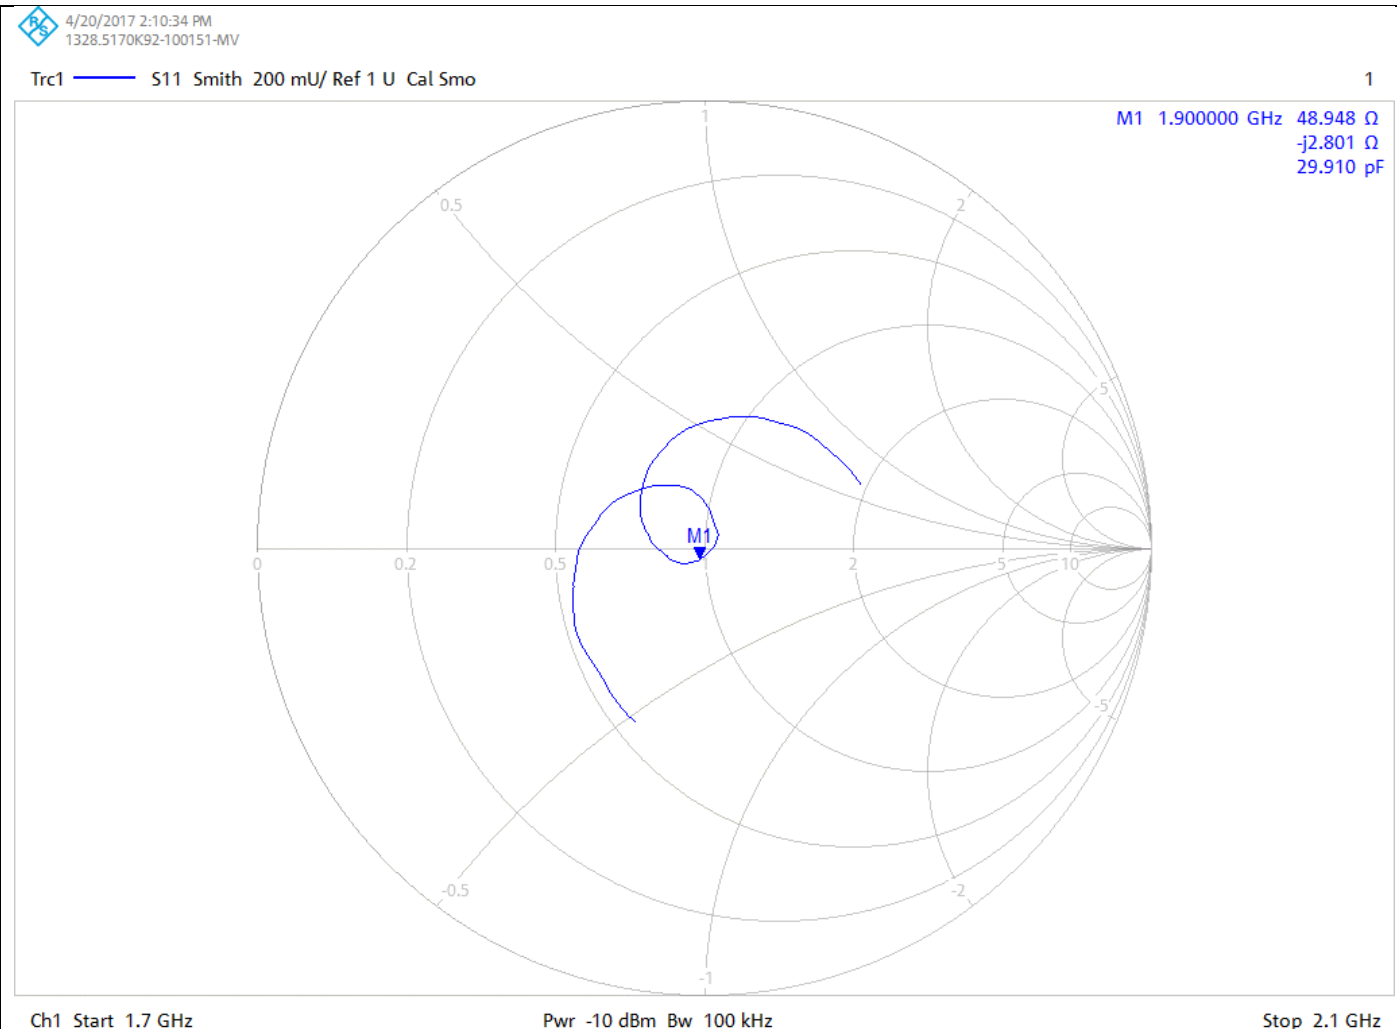 R/S
4/20/2017 2:10:34 PM
1328.5170K92-100151-MV
Trc1 S11 Smith 200 mU/ Ref 1 U Cal Smo 1
M1 1.900000 GHz 48.948 Ω
-j2.801 Ω
29.910 pF
1
0.5 2
5
M1
0 0.2 0.5 1 2 5 10
-5
-0.5 -2
-1
Ch1 Start 1.7 GHz Pwr -10 dBm Bw 100 kHz Stop 2.1 GHz